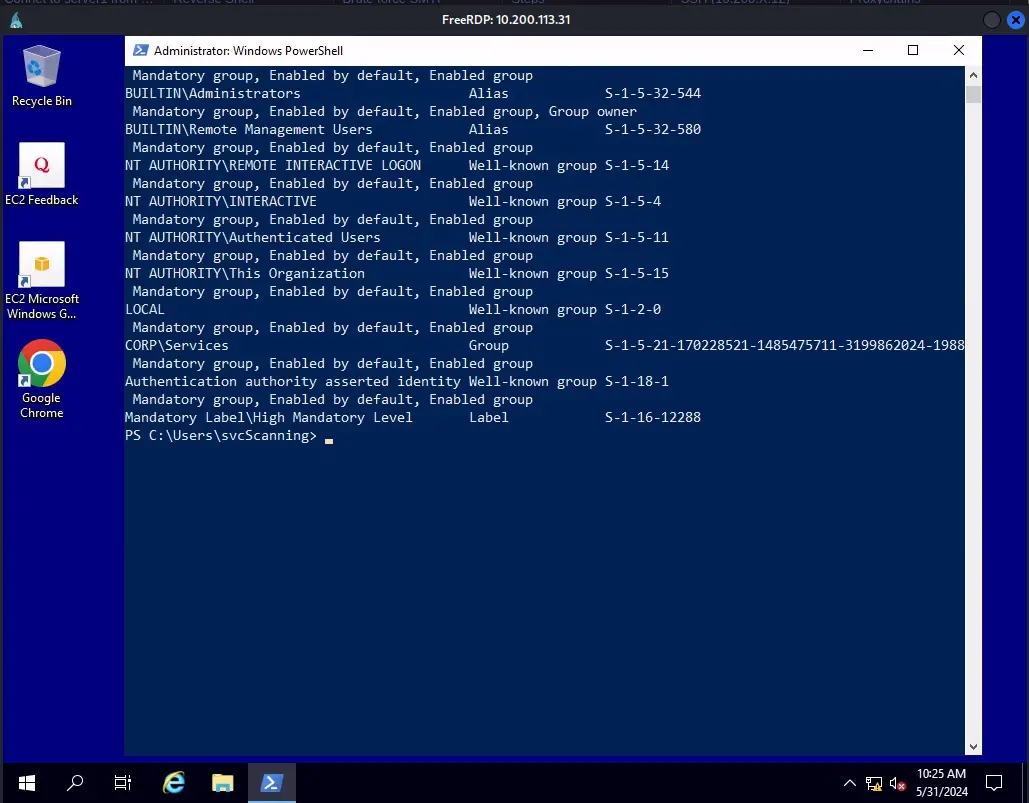 FreeRDP: 10.200.113.31
Recycle Bin
EC2 Feedback
EC2 Microsoft
Windows G...
Google
Chrome
Administrator: Windows PowerShell
Mandatory group, Enabled by default, Enabled group
BUILTIN\Administrators Alias S-1-5-32-544
Mandatory group, Enabled by default, Enabled group, Group owner
BUILTIN\Remote Management Users Alias S-1-5-32-580
Mandatory group, Enabled by default, Enabled group
NT AUTHORITY\REMOTE INTERACTIVE LOGON Well-known group S-1-5-14
Mandatory group, Enabled by default, Enabled group
NT AUTHORITY\INTERACTIVE Well-known group S-1-5-4
Mandatory group, Enabled by default, Enabled group
NT AUTHORITY\Authenticated Users Well-known group S-1-5-11
Mandatory group, Enabled by default, Enabled group
NT AUTHORITY\This Organization Well-known group S-1-5-15
Mandatory group, Enabled by default, Enabled group
LOCAL Well-known group S-1-2-0
Mandatory group, Enabled by default, Enabled group
CORP\Services Group S-1-5-21-170228521-1485475711-3199862024-1988
Mandatory group, Enabled by default, Enabled group
Authentication authority asserted identity Well-known group S-1-18-1
Mandatory group, Enabled by default, Enabled group
Mandatory Label\High Mandatory Level Label S-1-16-12288
PS C:\Users\svcScanning>
10:25 AM
5/31/2024